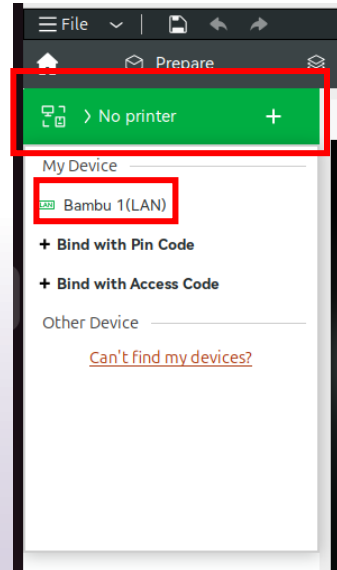 File
Prepare
No printer +
My Device
LAN Bambu 1(LAN)
+ Bind with Pin Code
+ Bind with Access Code
Other Device
Can't find my devices?